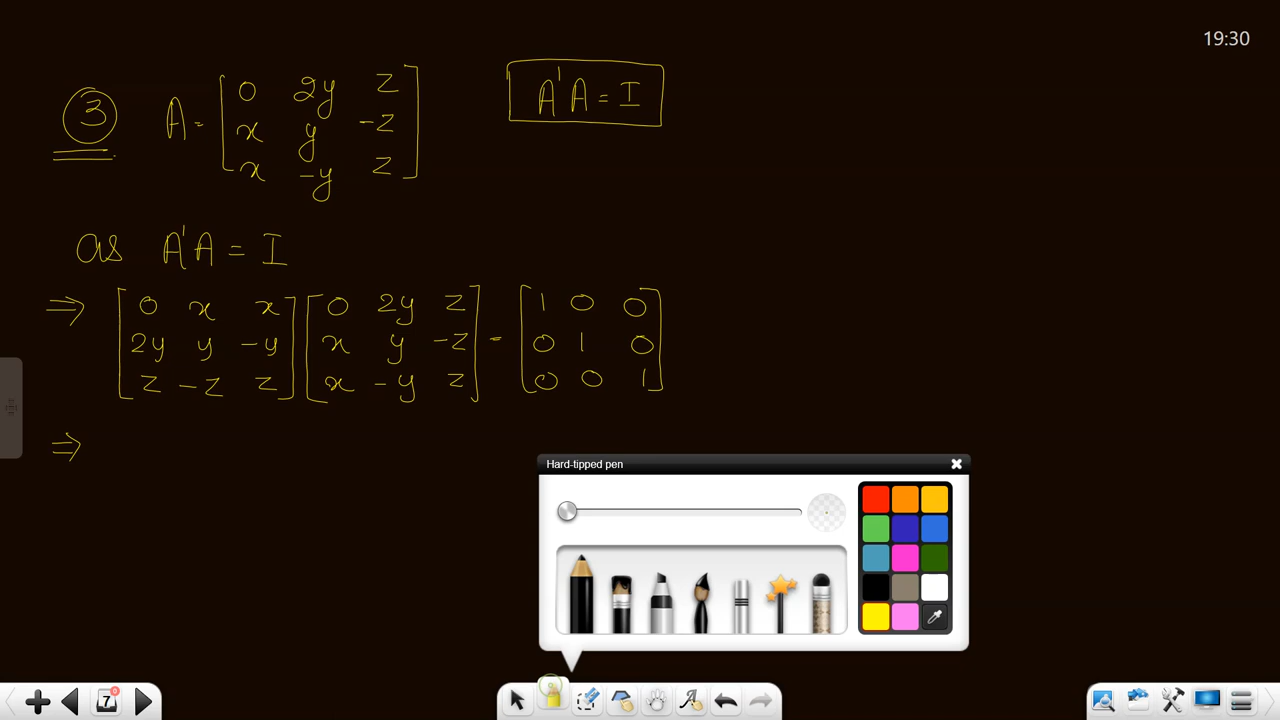 19:30
③ A = [ 0 2y z
x y -z
x -y z ]
A'A = I
as A'A = I
⇒ [ 0 x x ] [ 0 2y z ] = [ 1 0 0 ]
[ 2y y -y ] [ x y -z ] [ 0 1 0 ]
[ z -z z ] [ x -y z ] [ 0 0 1 ]
⇒
Hard-tipped pen
7
0